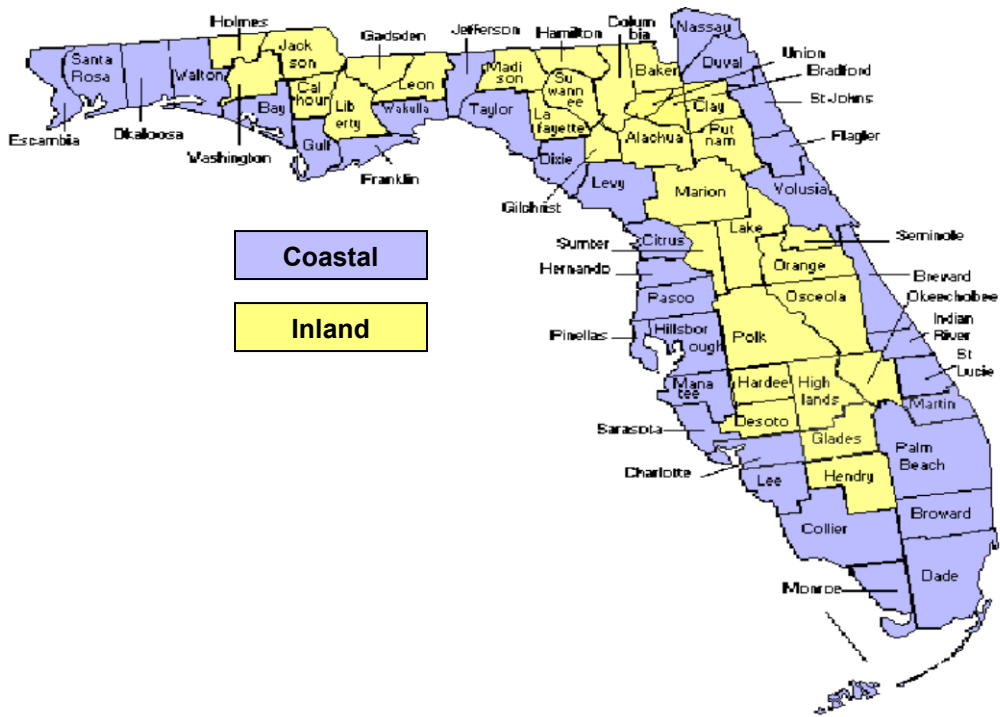 Holmes
Jack
son
Gadsden
Jefferson
Hamilton
Colum
bia
Nassau
Santa
Rosa
Walton
Madi
son
Su
wann
ee
Baker
Duval
Union
Bradford
Cal
houn
Lib
erty
Leon
Wakulla
Taylor
La
fayette
Clay
St Johns
Escambia
Okaloosa
Washington
Bay
Gulf
Franklin
Dixie
Gilchrist
Alachua
Put
nam
Flagler
Levy
Marion
Volusia
Coastal
Inland
Sumter
Citrus
Lake
Seminole
Hernando
Orange
Brevard
Pasco
Osceola
Okeechobee
Pinellas
Hillsbor
ough
Polk
Indian
River
St
Lucie
Mana
tee
Hardee
High
lands
Martin
Sarasota
Desoto
Glades
Palm
Beach
Charlotte
Lee
Hendry
Collier
Broward
Monroe
Dade